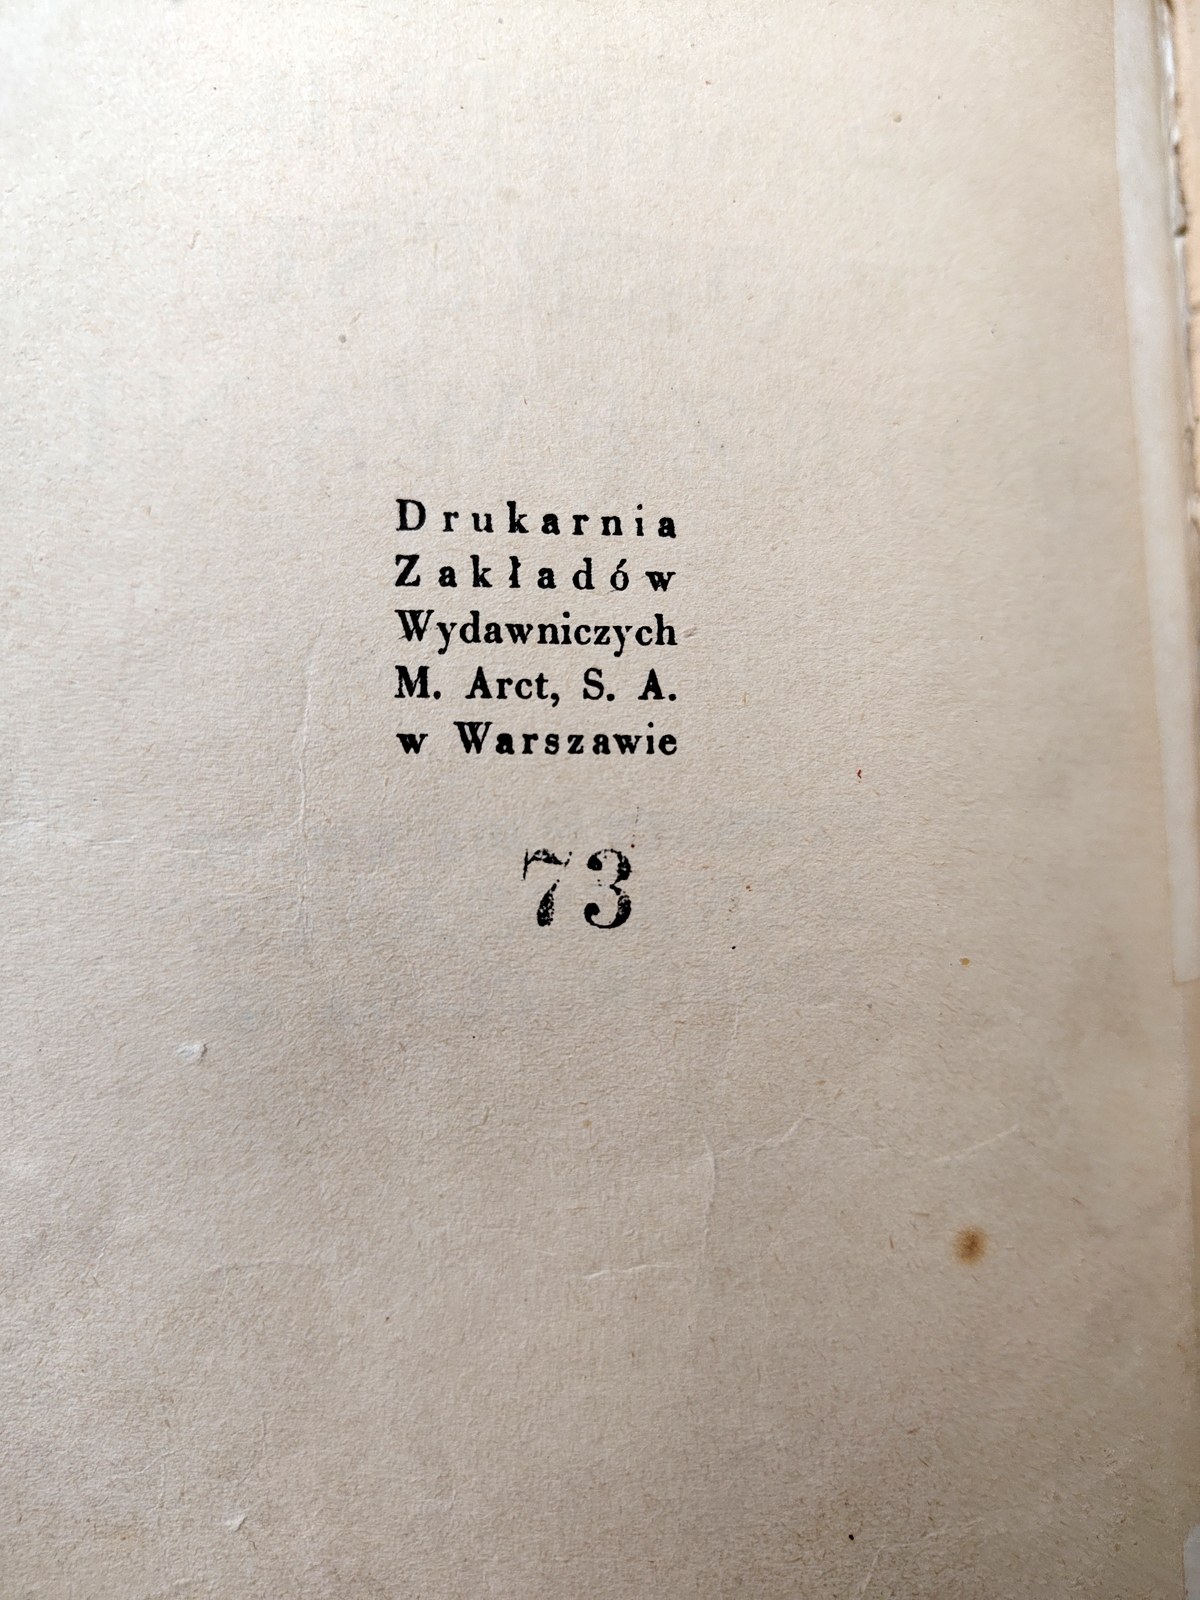 Drukarnia
Zakładów
Wydawniczych
M. Arct, S. A.
w Warszawie
73